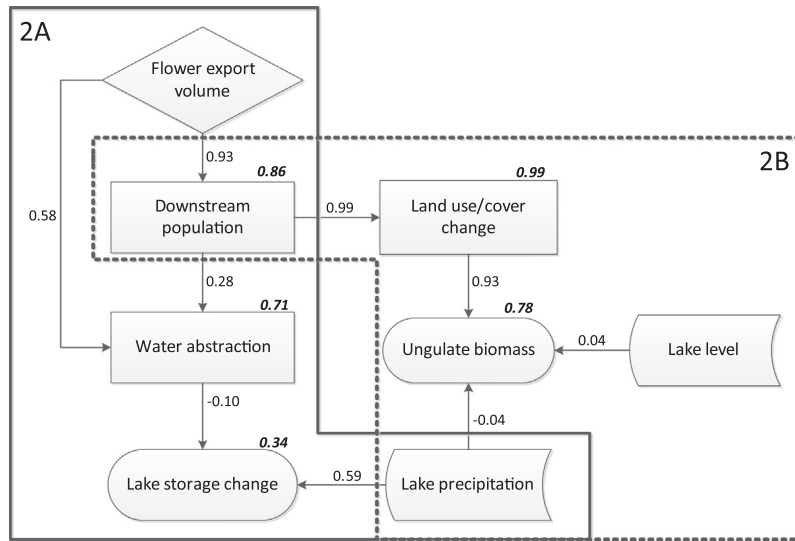 2A
Flower export
volume
2B
0.93
0.86
0.99
Downstream
population
0.99
Land use/cover
change
0.58
0.28
0.93
0.71
0.78
Water abstraction
Ungulate biomass
0.04
Lake level
-0.10
-0.04
0.34
Lake storage change
0.59
Lake precipitation